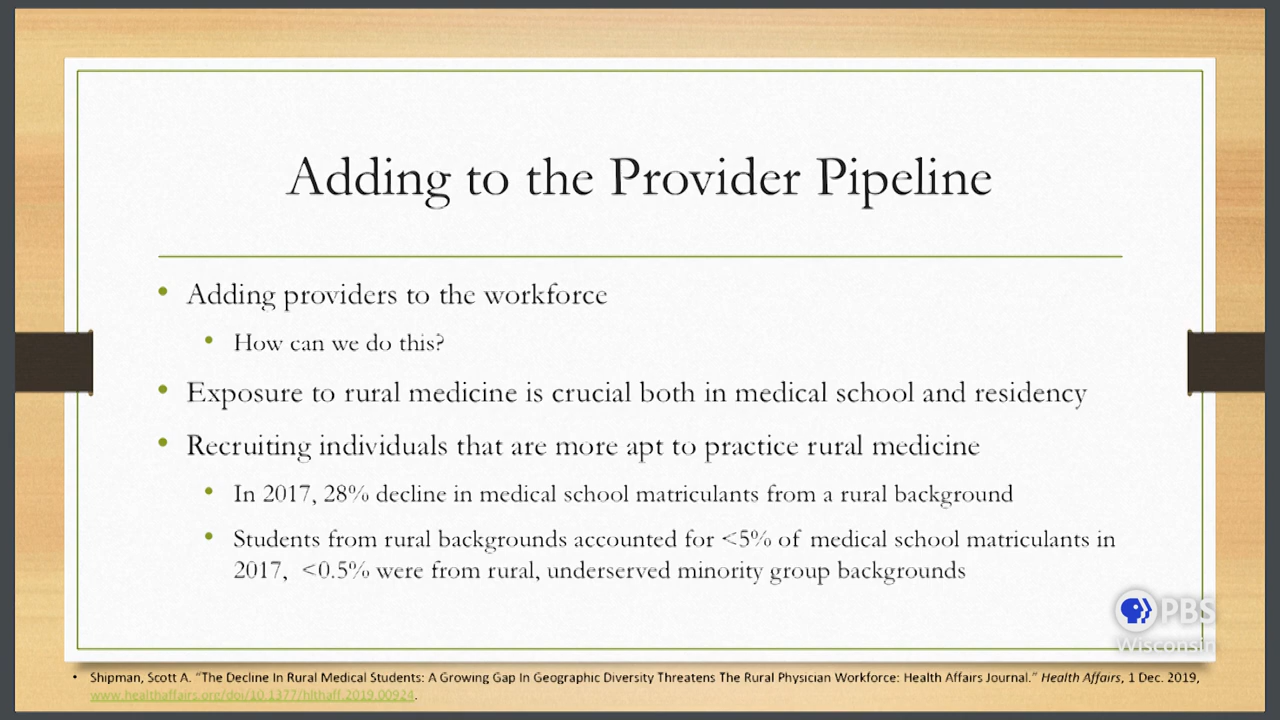 Adding to the Provider Pipeline
• Adding providers to the workforce
• How can we do this?
• Exposure to rural medicine is crucial both in medical school and residency
• Recruiting individuals that are more apt to practice rural medicine
• In 2017, 28% decline in medical school matriculants from a rural background
• Students from rural backgrounds accounted for <5% of medical school matriculants in
2017, <0.5% were from rural, underserved minority group backgrounds
PBS
Wisconsin
• Shipman, Scott A. "The Decline In Rural Medical Students: A Growing Gap In Geographic Diversity Threatens The Rural Physician Workforce: Health Affairs Journal." Health Affairs, 1 Dec. 2019,
www.healthaffairs.org/doi/10.1377/hlthaff.2019.00924.